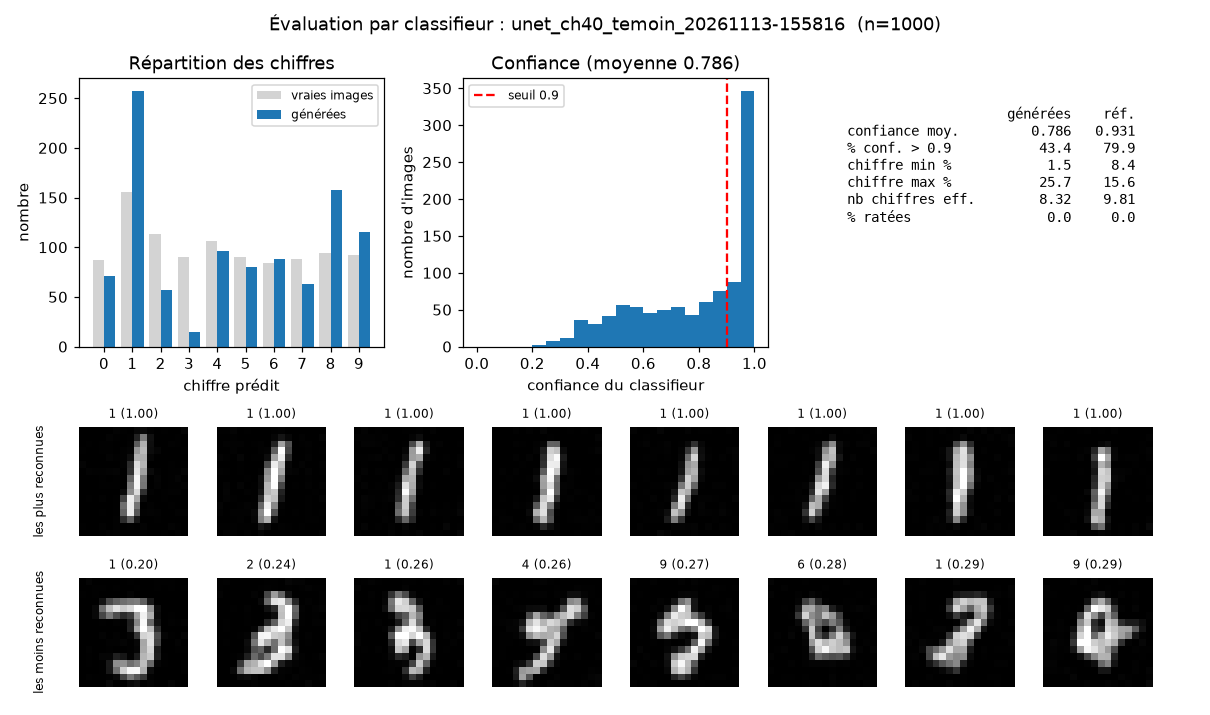 Évaluation par classifieur : unet_ch40_temoin_20261113-155816 (n=1000)
Répartition des chiffres
nombre
250
200
150
100
50
0
vraies images
générées
0 1 2 3 4 5 6 7 8 9
chiffre prédit
Confiance (moyenne 0.786)
nombre d'images
350
300
250
200
150
100
50
0
seuil 0.9
0.0 0.2 0.4 0.6 0.8 1.0
confiance du classifieur
générées réf.
confiance moy. 0.786 0.931
% conf. > 0.9 43.4 79.9
chiffre min % 1.5 8.4
chiffre max % 25.7 15.6
nb chiffres eff. 8.32 9.81
% ratées 0.0 0.0
les plus reconnues
1 (1.00) 1 (1.00) 1 (1.00) 1 (1.00) 1 (1.00) 1 (1.00) 1 (1.00) 1 (1.00)
les moins reconnues
1 (0.20) 2 (0.24) 1 (0.26) 4 (0.26) 9 (0.27) 6 (0.28) 1 (0.29) 9 (0.29)